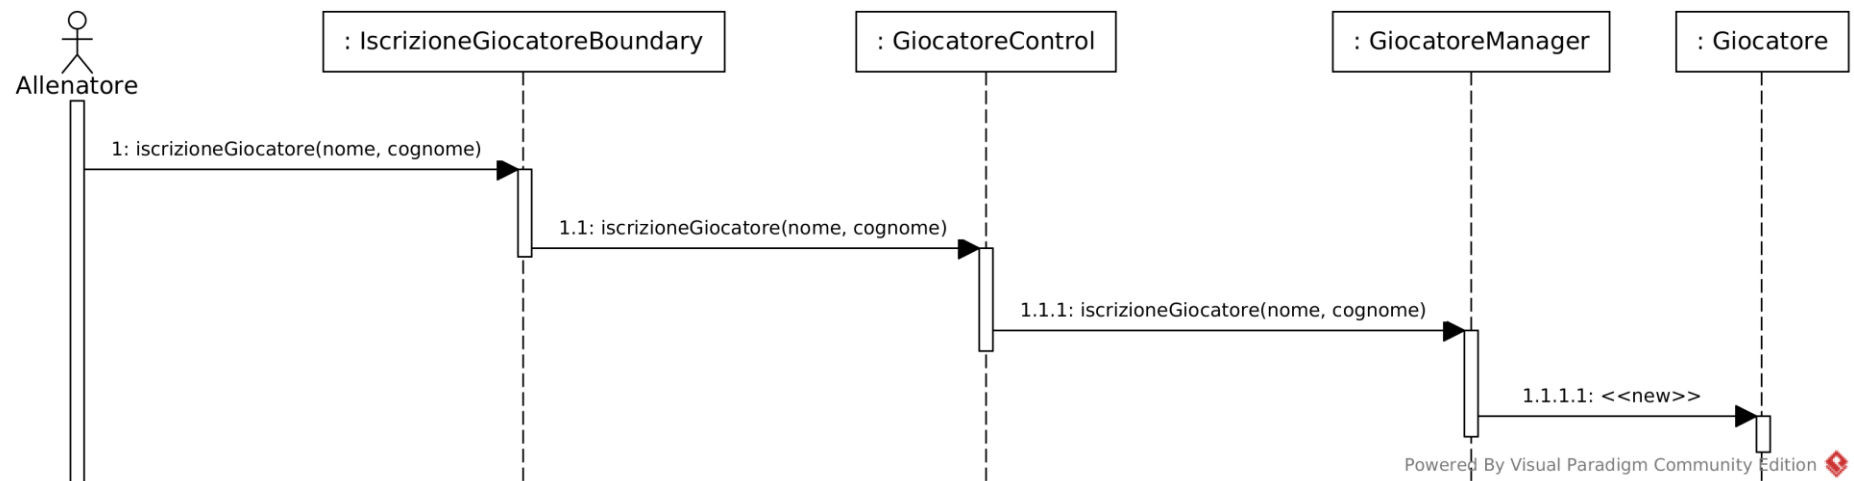 : IscrizioneGiocatoreBoundary
: GiocatoreControl
: GiocatoreManager
: Giocatore
Allenatore
1: iscrizioneGiocatore(nome, cognome)
1.1: iscrizioneGiocatore(nome, cognome)
1.1.1: iscrizioneGiocatore(nome, cognome)
1.1.1.1: <<new>>
Powered By Visual Paradigm Community Edition